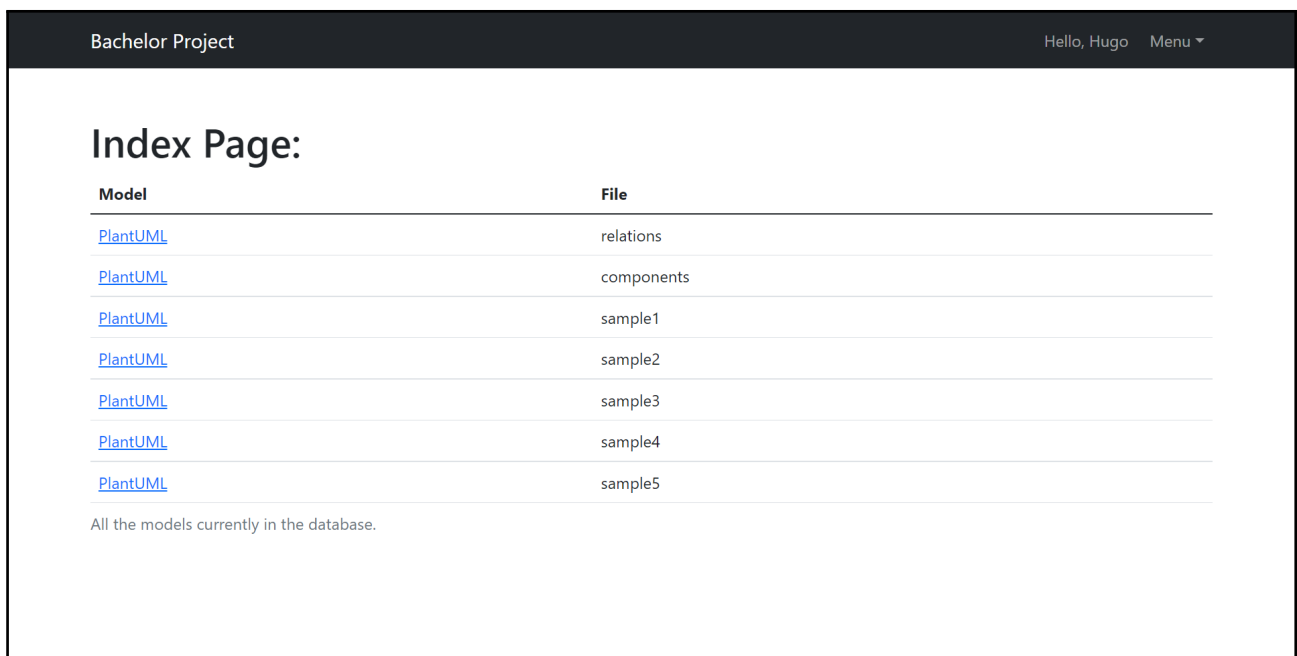 Bachelor Project Hello, Hugo Menu
Index Page:
Model File
PlantUML relations
PlantUML components
PlantUML sample1
PlantUML sample2
PlantUML sample3
PlantUML sample4
PlantUML sample5
All the models currently in the database.